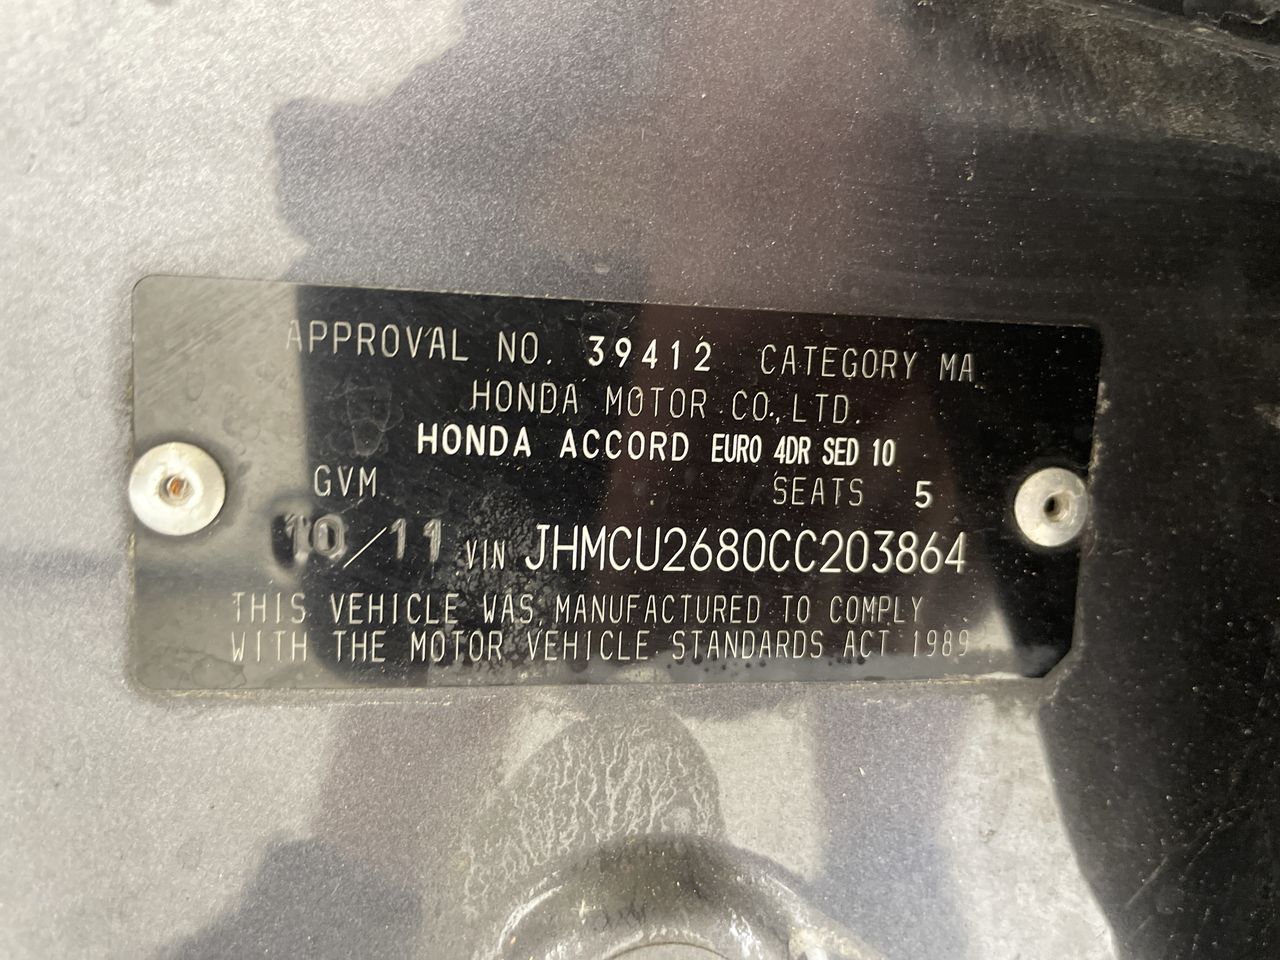 APPROVAL NO. 39412 CATEGORY MA
HONDA MOTOR CO.,LTD.
HONDA ACCORD EURO 4DR SED 10
GVM SEATS 5
10/11 VIN JHMCU2680CC203864
THIS VEHICLE WAS MANUFACTURED TO COMPLY
WITH THE MOTOR VEHICLE STANDARDS ACT 1989